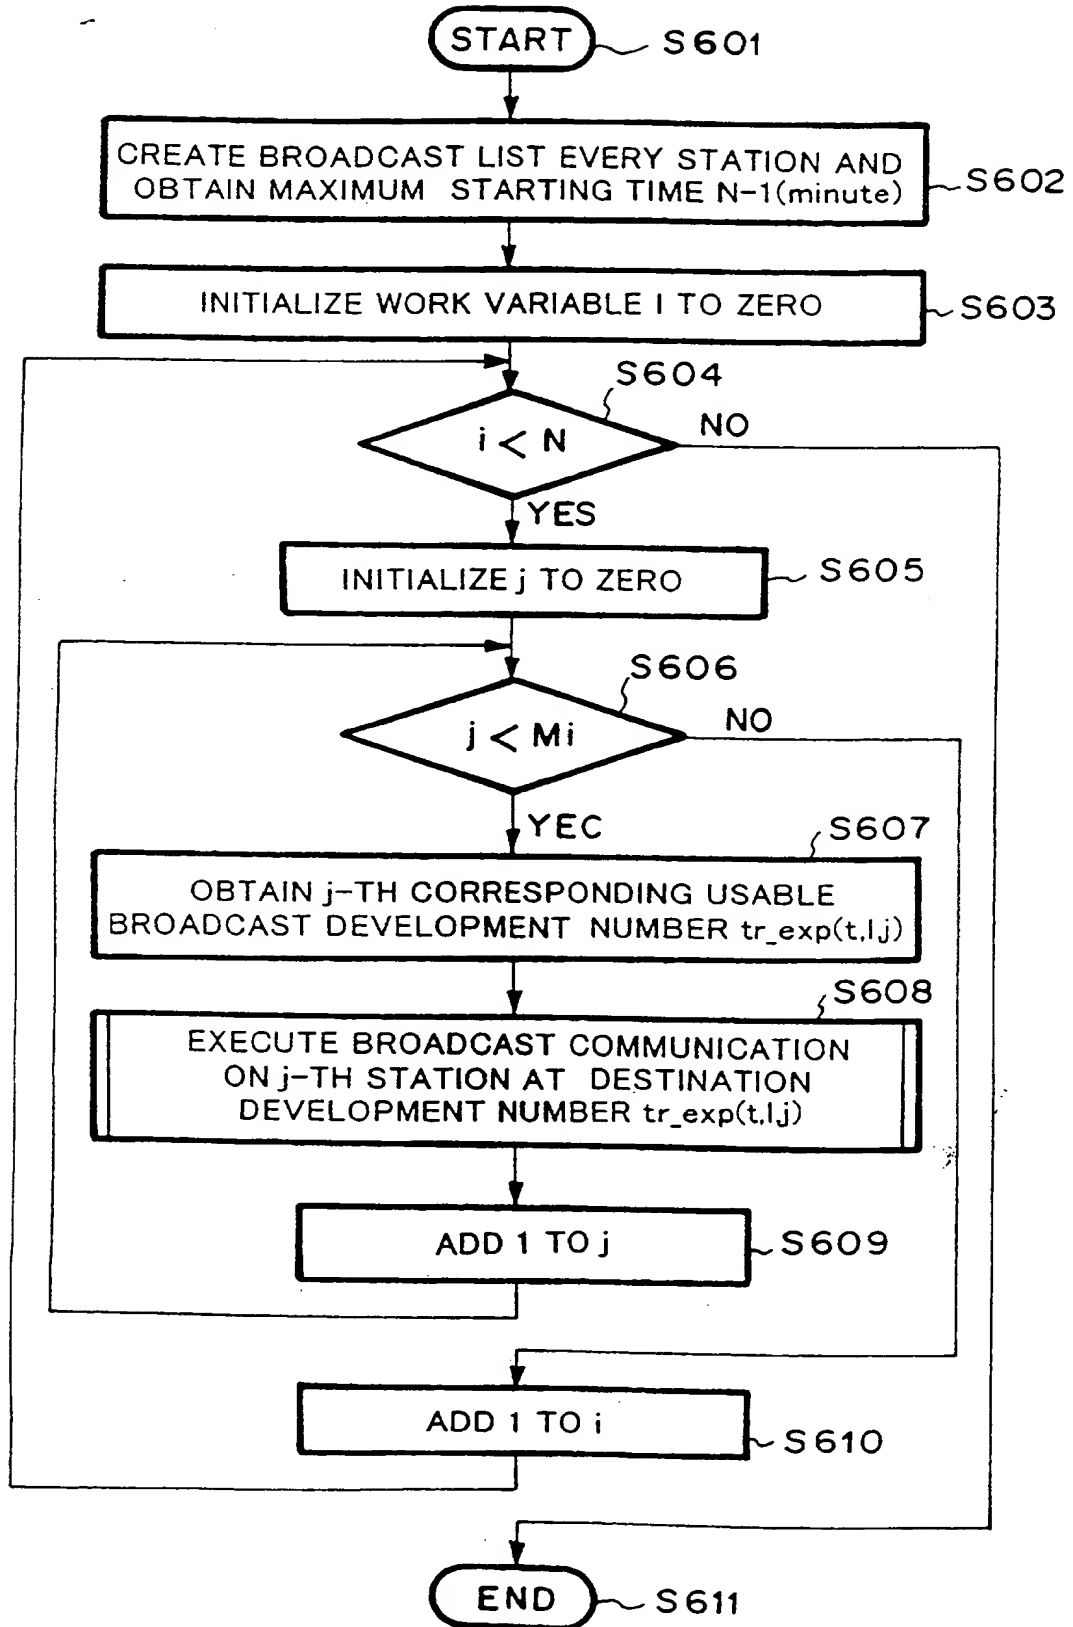 START
S601
CREATE BROADCAST LIST EVERY STATION AND
OBTAIN MAXIMUM STARTING TIME N-1(minute)
S602
INITIALIZE WORK VARIABLE I TO ZERO
S603
S604
i < N
NO
YES
INITIALIZE j TO ZERO
S605
S606
j < Mi
NO
YEC
S607
OBTAIN j-TH CORRESPONDING USABLE
BROADCAST DEVELOPMENT NUMBER tr_exp(t,I,j)
S608
EXECUTE BROADCAST COMMUNICATION
ON j-TH STATION AT DESTINATION
DEVELOPMENT NUMBER tr_exp(t,I,j)
ADD 1 TO j
S609
ADD 1 TO i
S610
END
S611